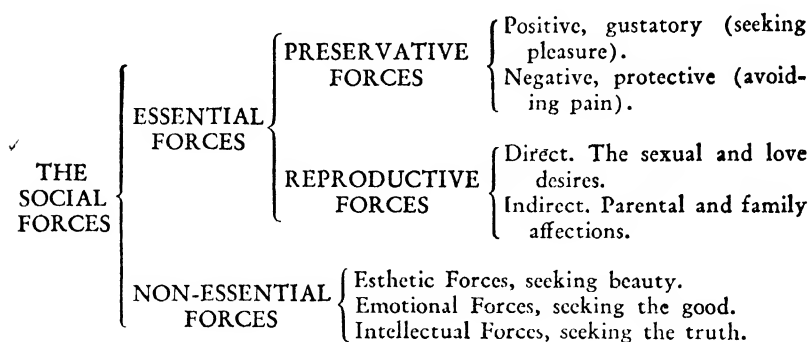 THE
SOCIAL
FORCES
ESSENTIAL
FORCES
PRESERVATIVE
FORCES
Positive, gustatory (seeking
pleasure).
Negative, protective (avoid-
ing pain).
REPRODUCTIVE
FORCES
Direct. The sexual and love
desires.
Indirect. Parental and family
affections.
NON-ESSENTIAL
FORCES
Esthetic Forces, seeking beauty.
Emotional Forces, seeking the good.
Intellectual Forces, seeking the truth.